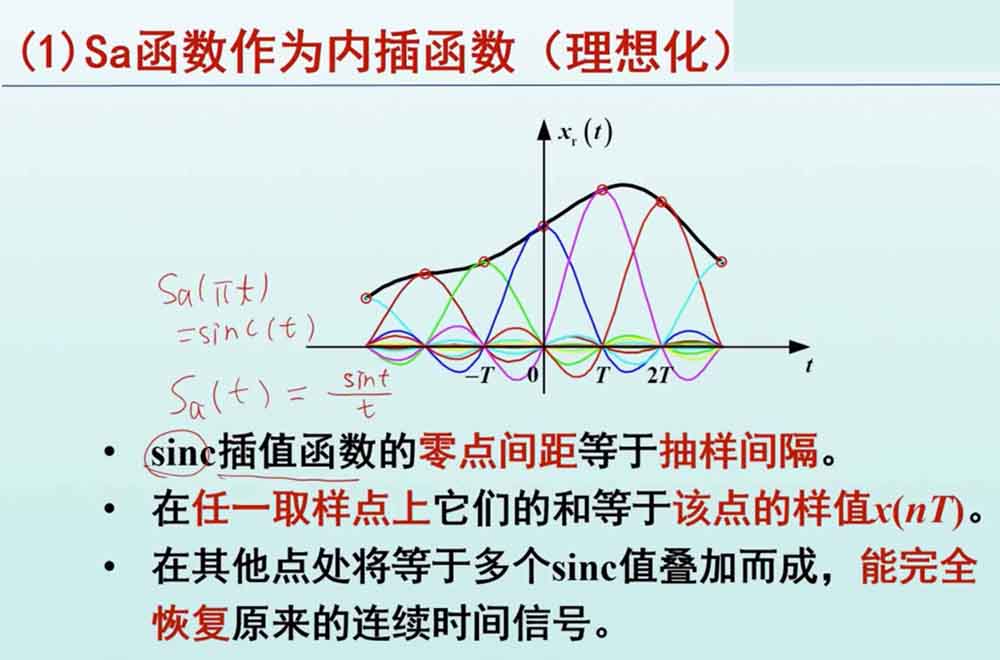 (1)Sa函数作为内插函数（理想化）
xr(t)
Sa(πt)
=sinc(t)
Sa(t) = sint/t
-T 0 T 2T t
• sinc插值函数的零点间距等于抽样间隔。
• 在任一取样点上它们的和等于该点的样值x(nT)。
• 在其他点处将等于多个sinc值叠加而成，能完全
恢复原来的连续时间信号。